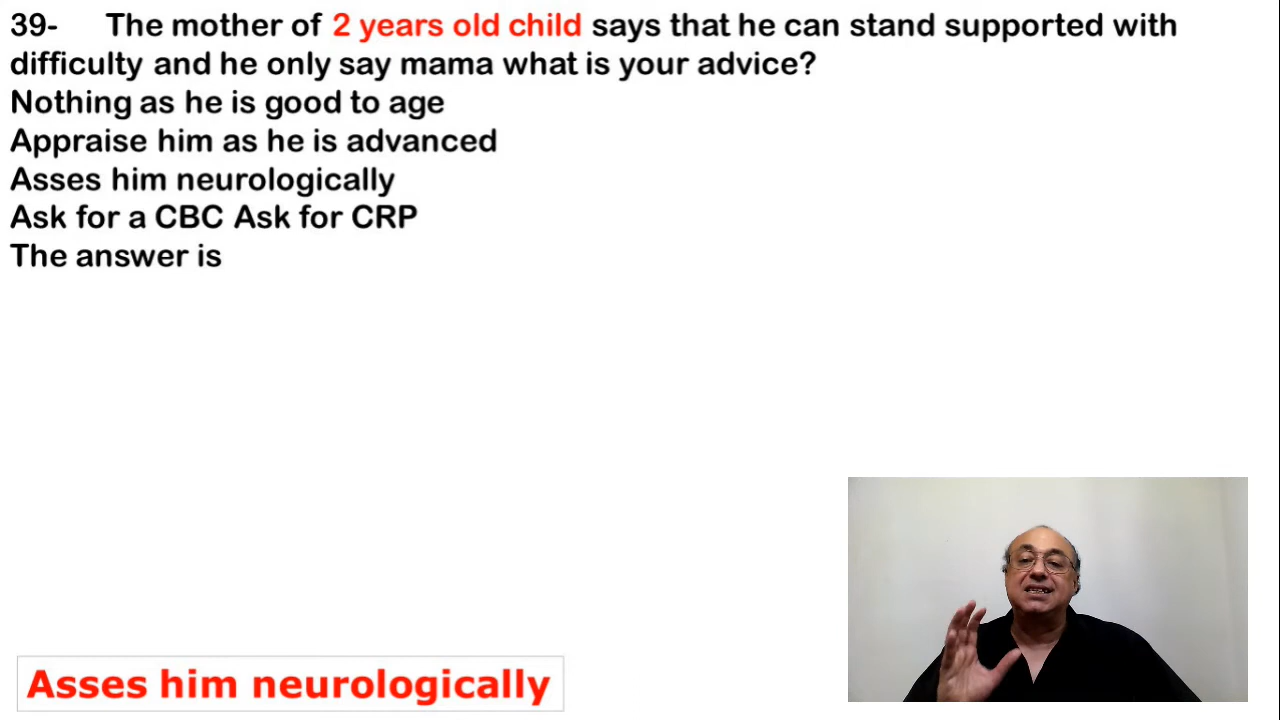 39- The mother of 2 years old child says that he can stand supported with
difficulty and he only say mama what is your advice?
Nothing as he is good to age
Appraise him as he is advanced
Asses him neurologically
Ask for a CBC Ask for CRP
The answer is
Asses him neurologically